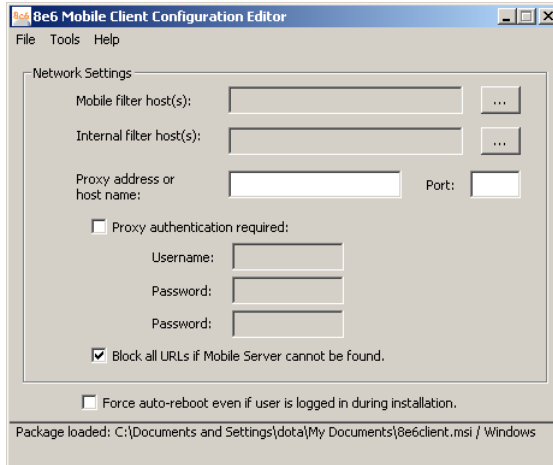 8e6 8e6 Mobile Client Configuration Editor
File Tools Help
Network Settings
Mobile filter host(s): ...
Internal filter host(s): ...
Proxy address or
host name:
Port:
Proxy authentication required:
Username:
Password:
Password:
Block all URLs if Mobile Server cannot be found.
Force auto-reboot even if user is logged in during installation.
Package loaded: C:\Documents and Settings\dota\My Documents\8e6client.msi / Windows